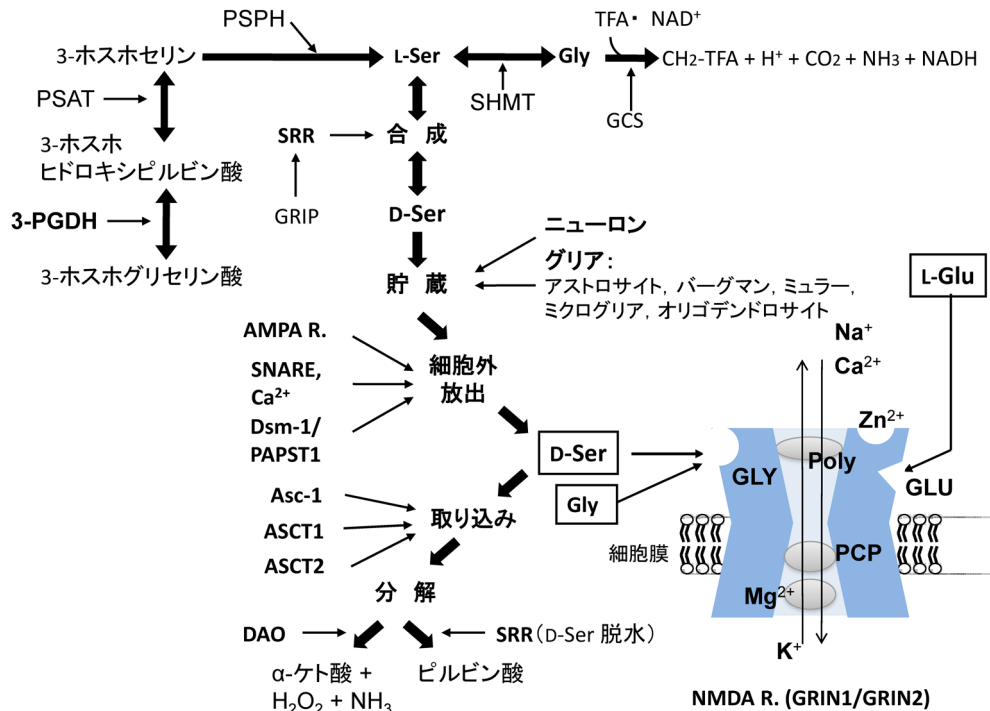 PSPH
TFA· NAD⁺
3-ホスホセリン
L-Ser
Gly
CH₂-TFA + H⁺ + CO₂ + NH₃ + NADH
PSAT
SHMT
GCS
3-ホスホ
ヒドロキシピルビン酸
SRR
合 成
GRIP
D-Ser
3-PGDH
3-ホスホグリセリン酸
ニューロン
グリア：
アストロサイト，バーグマン，ミュラー，
ミクログリア，オリゴデンドロサイト
貯 蔵
L-Glu
AMPA R.
SNARE,
Ca²⁺
Dsm-1/
PAPST1
細胞外
放出
Na⁺
Ca²⁺
Zn²⁺
D-Ser
Gly
GLY
Poly
GLU
Asc-1
ASCT1
ASCT2
取り込み
細胞膜
PCP
Mg²⁺
K⁺
分 解
DAO
SRR（D-Ser 脱水）
α-ケト酸 +
H₂O₂ + NH₃
ピルビン酸
NMDA R. (GRIN1/GRIN2)